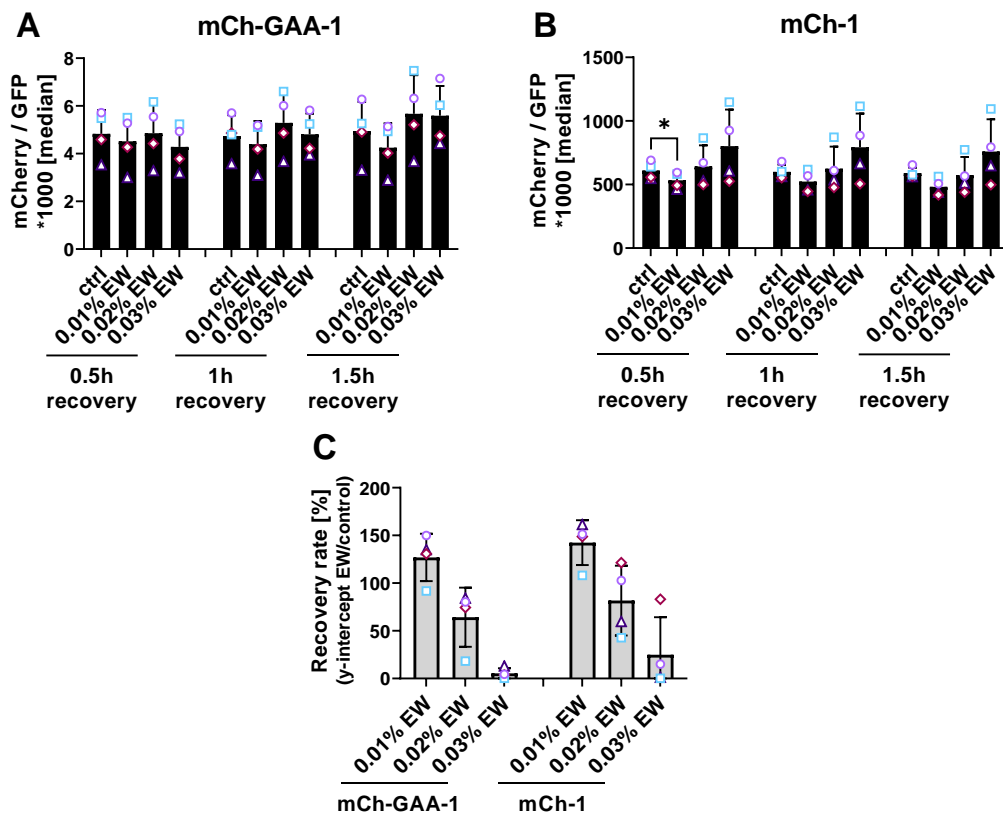 A
mCh-GAA-1
mCherry / GFP
*1000 [median]
8
6
4
2
0
ctrl
0.01% EW
0.02% EW
0.03% EW
ctrl
0.01% EW
0.02% EW
0.03% EW
ctrl
0.01% EW
0.02% EW
0.03% EW
0.5h
recovery
1h
recovery
1.5h
recovery
B
mCh-1
mCherry / GFP
*1000 [median]
1500
1000
500
0
*
ctrl
0.01% EW
0.02% EW
0.03% EW
ctrl
0.01% EW
0.02% EW
0.03% EW
ctrl
0.01% EW
0.02% EW
0.03% EW
0.5h
recovery
1h
recovery
1.5h
recovery
C
Recovery rate [%]
(y-intercept EW/control)
200
150
100
50
0
0.01% EW
0.02% EW
0.03% EW
0.01% EW
0.02% EW
0.03% EW
mCh-GAA-1
mCh-1